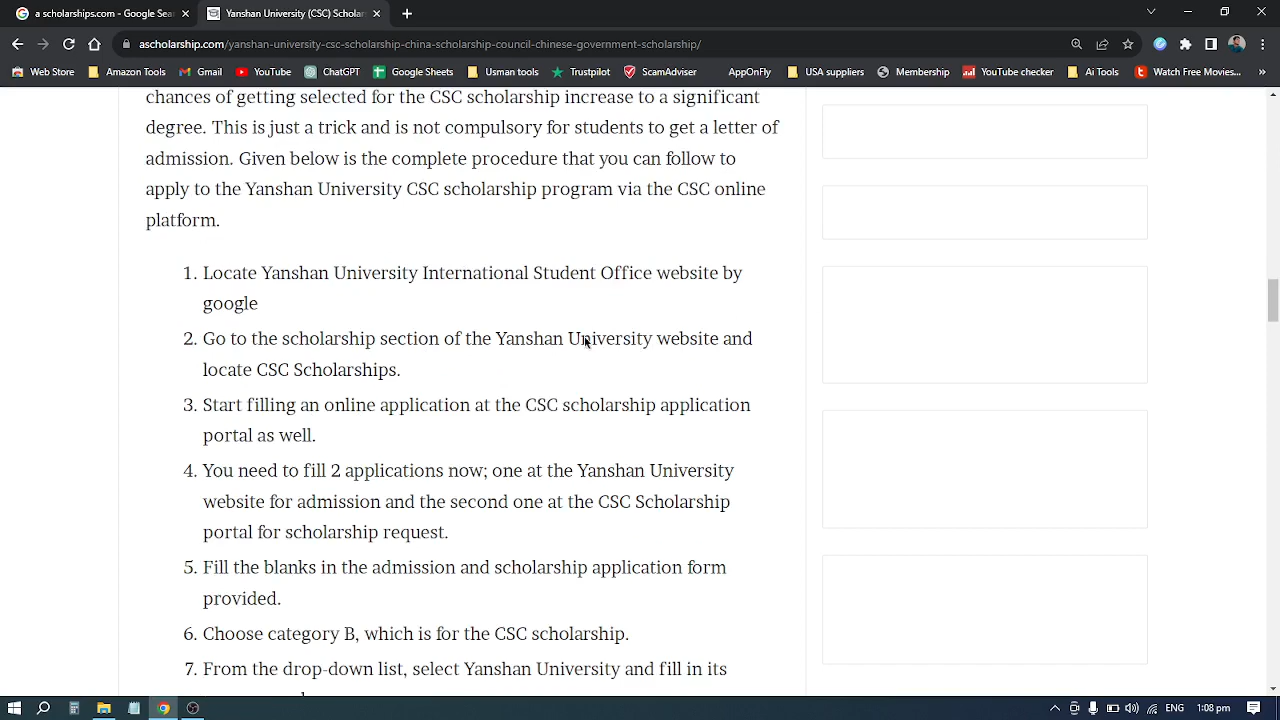 a scholarships.com - Google Sea
Yanshan University (CSC) Scholar
ascholarship.com/yanshan-university-csc-scholarship-china-scholarship-council-chinese-government-scholarship/
Web Store
Amazon Tools
Gmail
YouTube
ChatGPT
Google Sheets
Usman tools
Trustpilot
ScamAdviser
AppOnFly
USA suppliers
Membership
YouTube checker
Ai Tools
Watch Free Movies...
chances of getting selected for the CSC scholarship increase to a significant
degree. This is just a trick and is not compulsory for students to get a letter of
admission. Given below is the complete procedure that you can follow to
apply to the Yanshan University CSC scholarship program via the CSC online
platform.
1. Locate Yanshan University International Student Office website by
google
2. Go to the scholarship section of the Yanshan University website and
locate CSC Scholarships.
3. Start filling an online application at the CSC scholarship application
portal as well.
4. You need to fill 2 applications now; one at the Yanshan University
website for admission and the second one at the CSC Scholarship
portal for scholarship request.
5. Fill the blanks in the admission and scholarship application form
provided.
6. Choose category B, which is for the CSC scholarship.
7. From the drop-down list, select Yanshan University and fill in its
ENG
1:08 pm